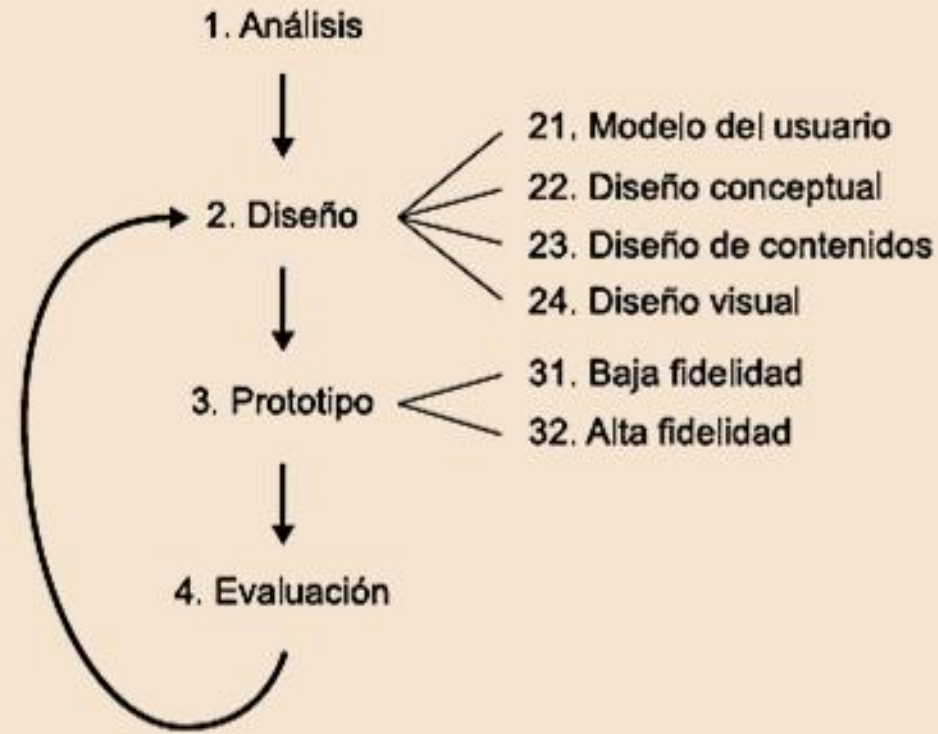 1. Análisis
21. Modelo del usuario
22. Diseño conceptual
2. Diseño
23. Diseño de contenidos
24. Diseño visual
31. Baja fidelidad
3. Prototipo
32. Alta fidelidad
4. Evaluación